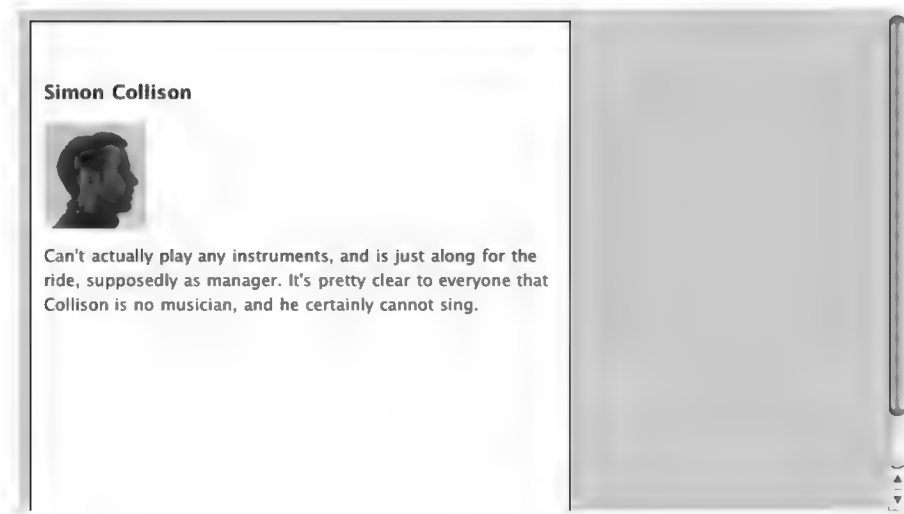 Simon Collison
Can't actually play any instruments, and is just along for the
ride, supposedly as manager. It's pretty clear to everyone that
Collison is no musician, and he certainly cannot sing.